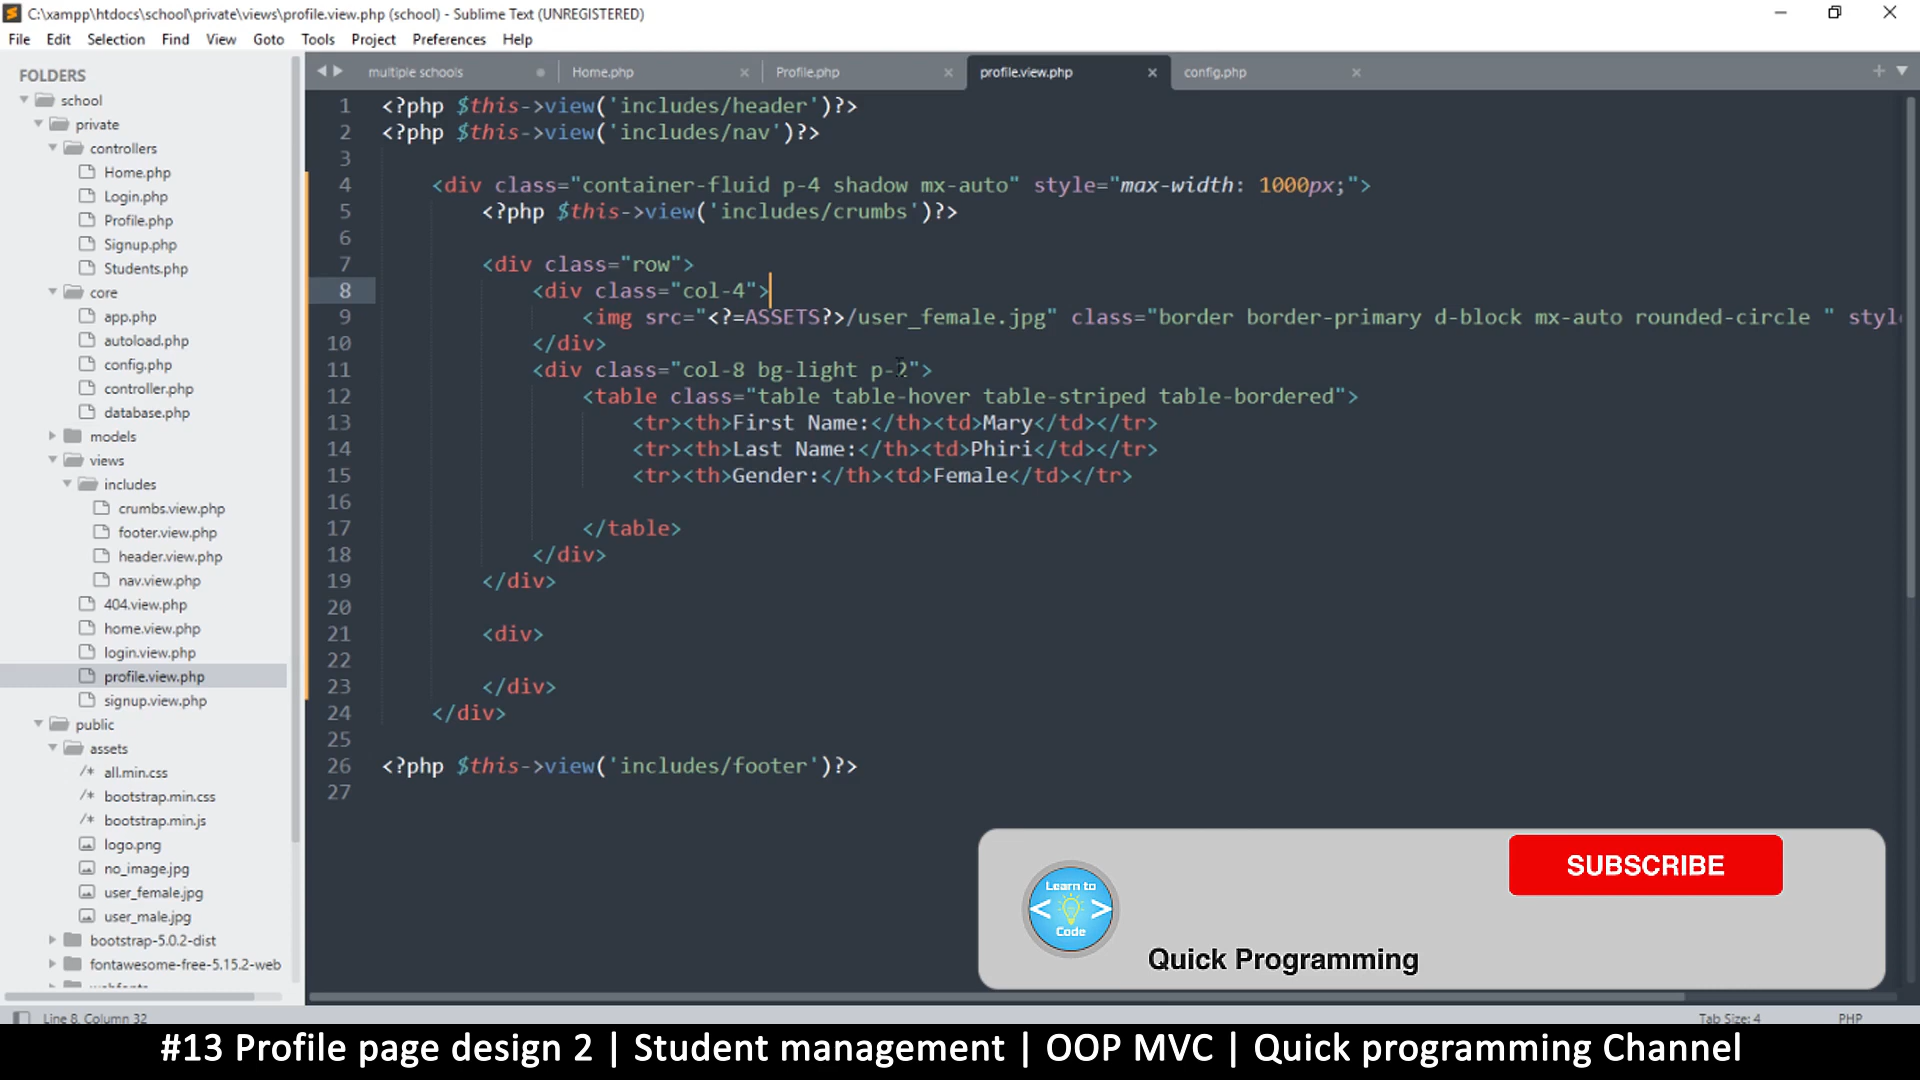 C:\xampp\htdocs\school\private\views\profile.view.php (school) - Sublime Text (UNREGISTERED)
File Edit Selection Find View Goto Tools Project Preferences Help
FOLDERS
school
private
controllers
Home.php
Login.php
Profile.php
Signup.php
Students.php
core
app.php
autoload.php
config.php
controller.php
database.php
models
views
includes
crumbs.view.php
footer.view.php
header.view.php
nav.view.php
404.view.php
home.view.php
login.view.php
profile.view.php
signup.view.php
public
assets
/* all.min.css
/* bootstrap.min.css
/* bootstrap.min.js
logo.png
no_image.jpg
user_female.jpg
user_male.jpg
bootstrap-5.0.2-dist
fontawesome-free-5.15.2-web
multiple schools Home.php Profile.php profile.view.php config.php
1 <?php $this->view('includes/header')?>
2 <?php $this->view('includes/nav')?>
3
4 <div class="container-fluid p-4 shadow mx-auto" style="max-width: 1000px;">
5 <?php $this->view('includes/crumbs')?>
6
7 <div class="row">
8 <div class="col-4">
9 <img src="<?=ASSETS?>/user_female.jpg" class="border border-primary d-block mx-auto rounded-circle " styl
10 </div>
11 <div class="col-8 bg-light p-2">
12 <table class="table table-hover table-striped table-bordered">
13 <tr><th>First Name:</th><td>Mary</td></tr>
14 <tr><th>Last Name:</th><td>Phiri</td></tr>
15 <tr><th>Gender:</th><td>Female</td></tr>
16
17 </table>
18 </div>
19 </div>
20
21 <div>
22
23 </div>
24 </div>
25
26 <?php $this->view('includes/footer')?>
27
Learn to
< >
Code
SUBSCRIBE
Quick Programming
Line 8, Column 32 Tab Size: 4 PHP
#13 Profile page design 2 | Student management | OOP MVC | Quick programming Channel